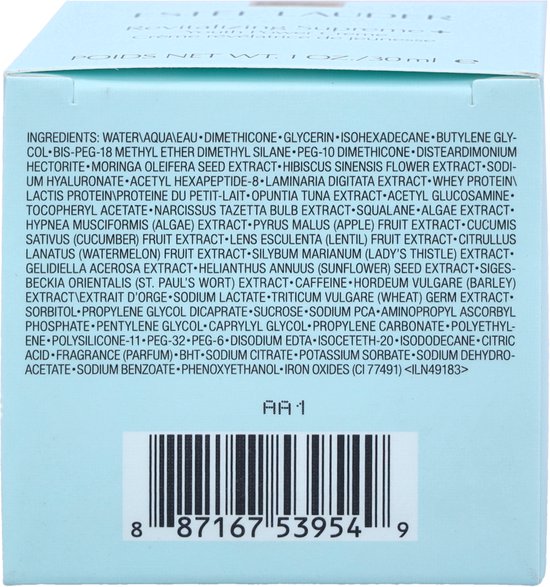 ESTEE LAUDER
Revitalizing Supreme +
POIDS NET WT. 1 OZ./30 ml e
INGREDIENTS: WATER\AQUA\EAU • DIMETHICONE • GLYCERIN • ISOHEXADECANE • BUTYLENE GLY-
COL • BIS-PEG-18 METHYL ETHER DIMETHYL SILANE • PEG-10 DIMETHICONE • DISTEARDIMONIUM
HECTORITE • MORINGA OLEIFERA SEED EXTRACT • HIBISCUS SINENSIS FLOWER EXTRACT • SODI-
UM HYALURONATE • ACETYL HEXAPEPTIDE-8 • LAMINARIA DIGITATA EXTRACT • WHEY PROTEIN\
LACTIS PROTEIN\PROTEINE DU PETIT-LAIT • OPUNTIA TUNA EXTRACT • ACETYL GLUCOSAMINE •
TOCOPHERYL ACETATE • NARCISSUS TAZETTA BULB EXTRACT • SQUALANE • ALGAE EXTRACT •
HYPNEA MUSCIFORMIS (ALGAE) EXTRACT • PYRUS MALUS (APPLE) FRUIT EXTRACT • CUCUMIS
SATIVUS (CUCUMBER) FRUIT EXTRACT • LENS ESCULENTA (LENTIL) FRUIT EXTRACT • CITRULLUS
LANATUS (WATERMELON) FRUIT EXTRACT • SILYBUM MARIANUM (LADY'S THISTLE) EXTRACT •
GELIDIELLA ACEROSA EXTRACT • HELIANTHUS ANNUUS (SUNFLOWER) SEED EXTRACT • SIGES-
BECKIA ORIENTALIS (ST. PAUL'S WORT) EXTRACT • CAFFEINE • HORDEUM VULGARE (BARLEY)
EXTRACT\EXTRAIT D'ORGE • SODIUM LACTATE • TRITICUM VULGARE (WHEAT) GERM EXTRACT •
SORBITOL • PROPYLENE GLYCOL DICAPRATE • SUCROSE • SODIUM PCA • AMINOPROPYL ASCORBYL
PHOSPHATE • PENTYLENE GLYCOL • CAPRYLYL GLYCOL • PROPYLENE CARBONATE • POLYETHYL-
ENE • POLYSILICONE-11 • PEG-32 • PEG-6 • DISODIUM EDTA • ISOCETETH-20 • ISODODECANE • CITRIC
ACID • FRAGRANCE (PARFUM) • BHT • SODIUM CITRATE • POTASSIUM SORBATE • SODIUM DEHYDRO-
ACETATE • SODIUM BENZOATE • PHENOXYETHANOL • IRON OXIDES (CI 77491) <ILN49183>
AA1
8 87167 53954 9